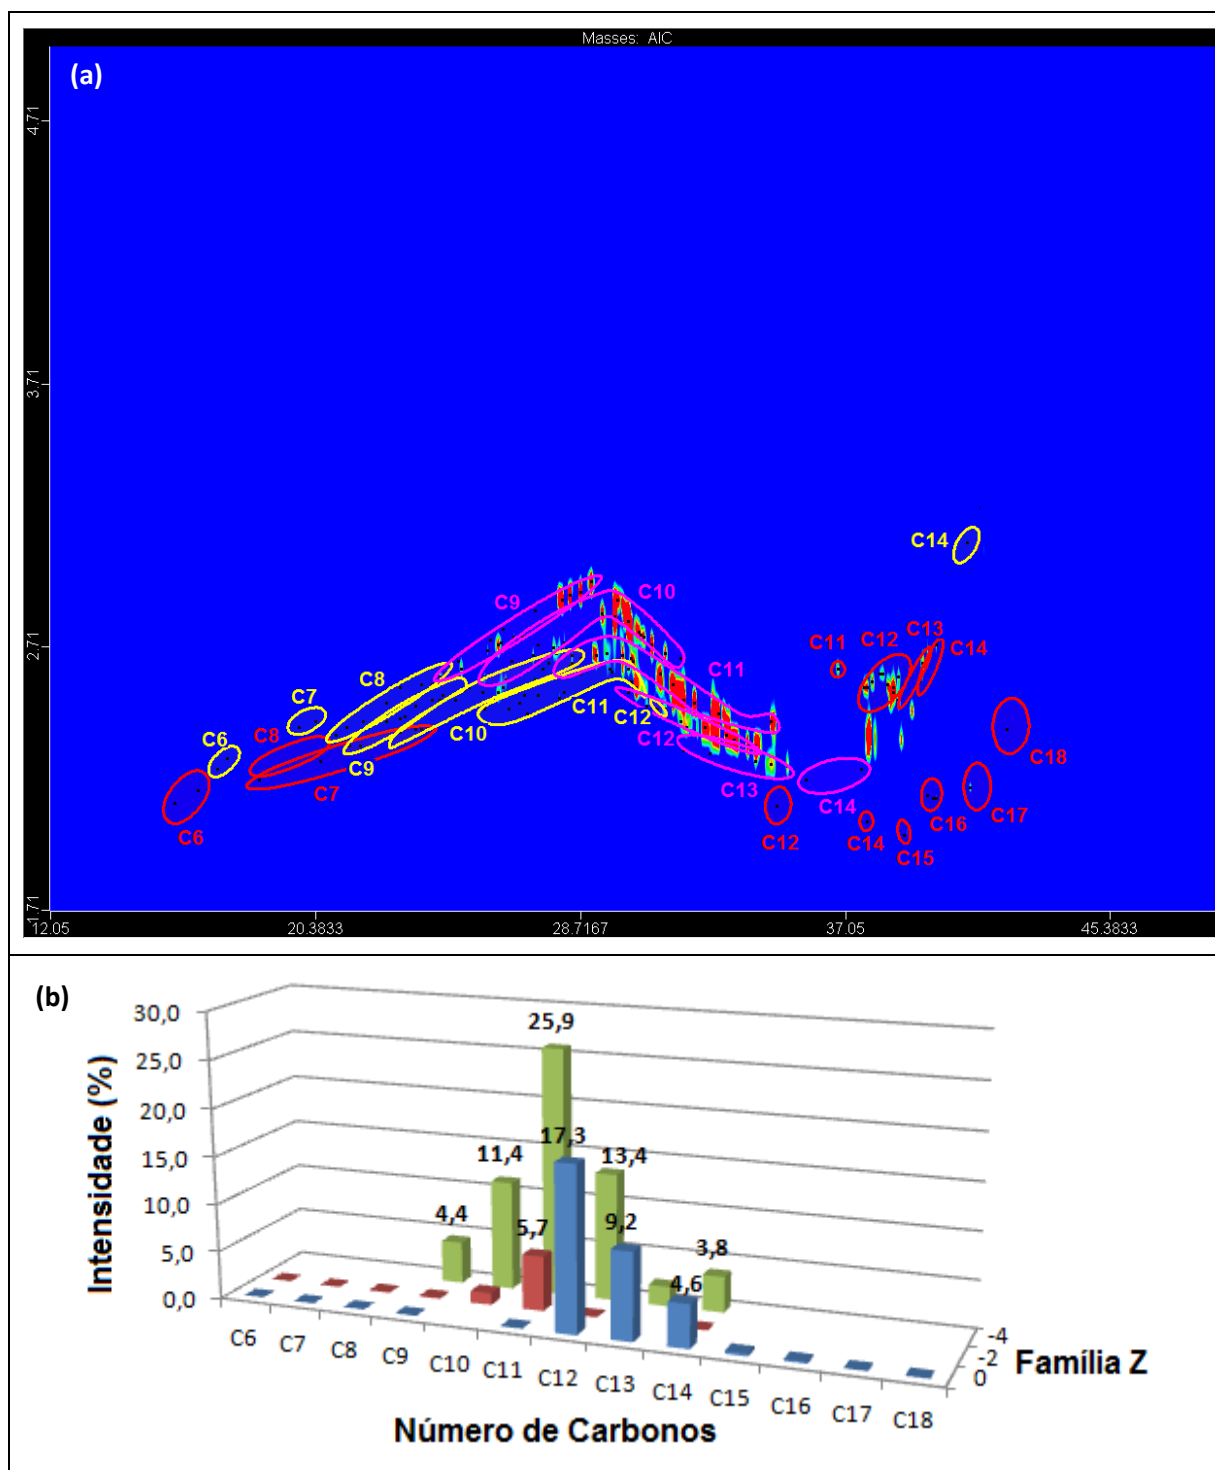 Masses: AIC
(a)
4.71
3.71
2.71
1.71
C14
C9
C10
C11
C12
C13
C14
C8
C7
C11
C6
C8
C10
C11
C12
C12
C9
C7
C13
C14
C18
C6
C12
C14
C15
C16
C17
12.05
20.3833
28.7167
37.05
45.3833
(b)
Intensidade (%)
30,0
25,0
20,0
15,0
10,0
5,0
0,0
25,9
17,3
11,4
13,4
4,4
5,7
9,2
3,8
4,6
C6
C7
C8
C9
C10
C11
C12
C13
C14
C15
C16
C17
C18
-4
-2
0
Família Z
Número de Carbonos